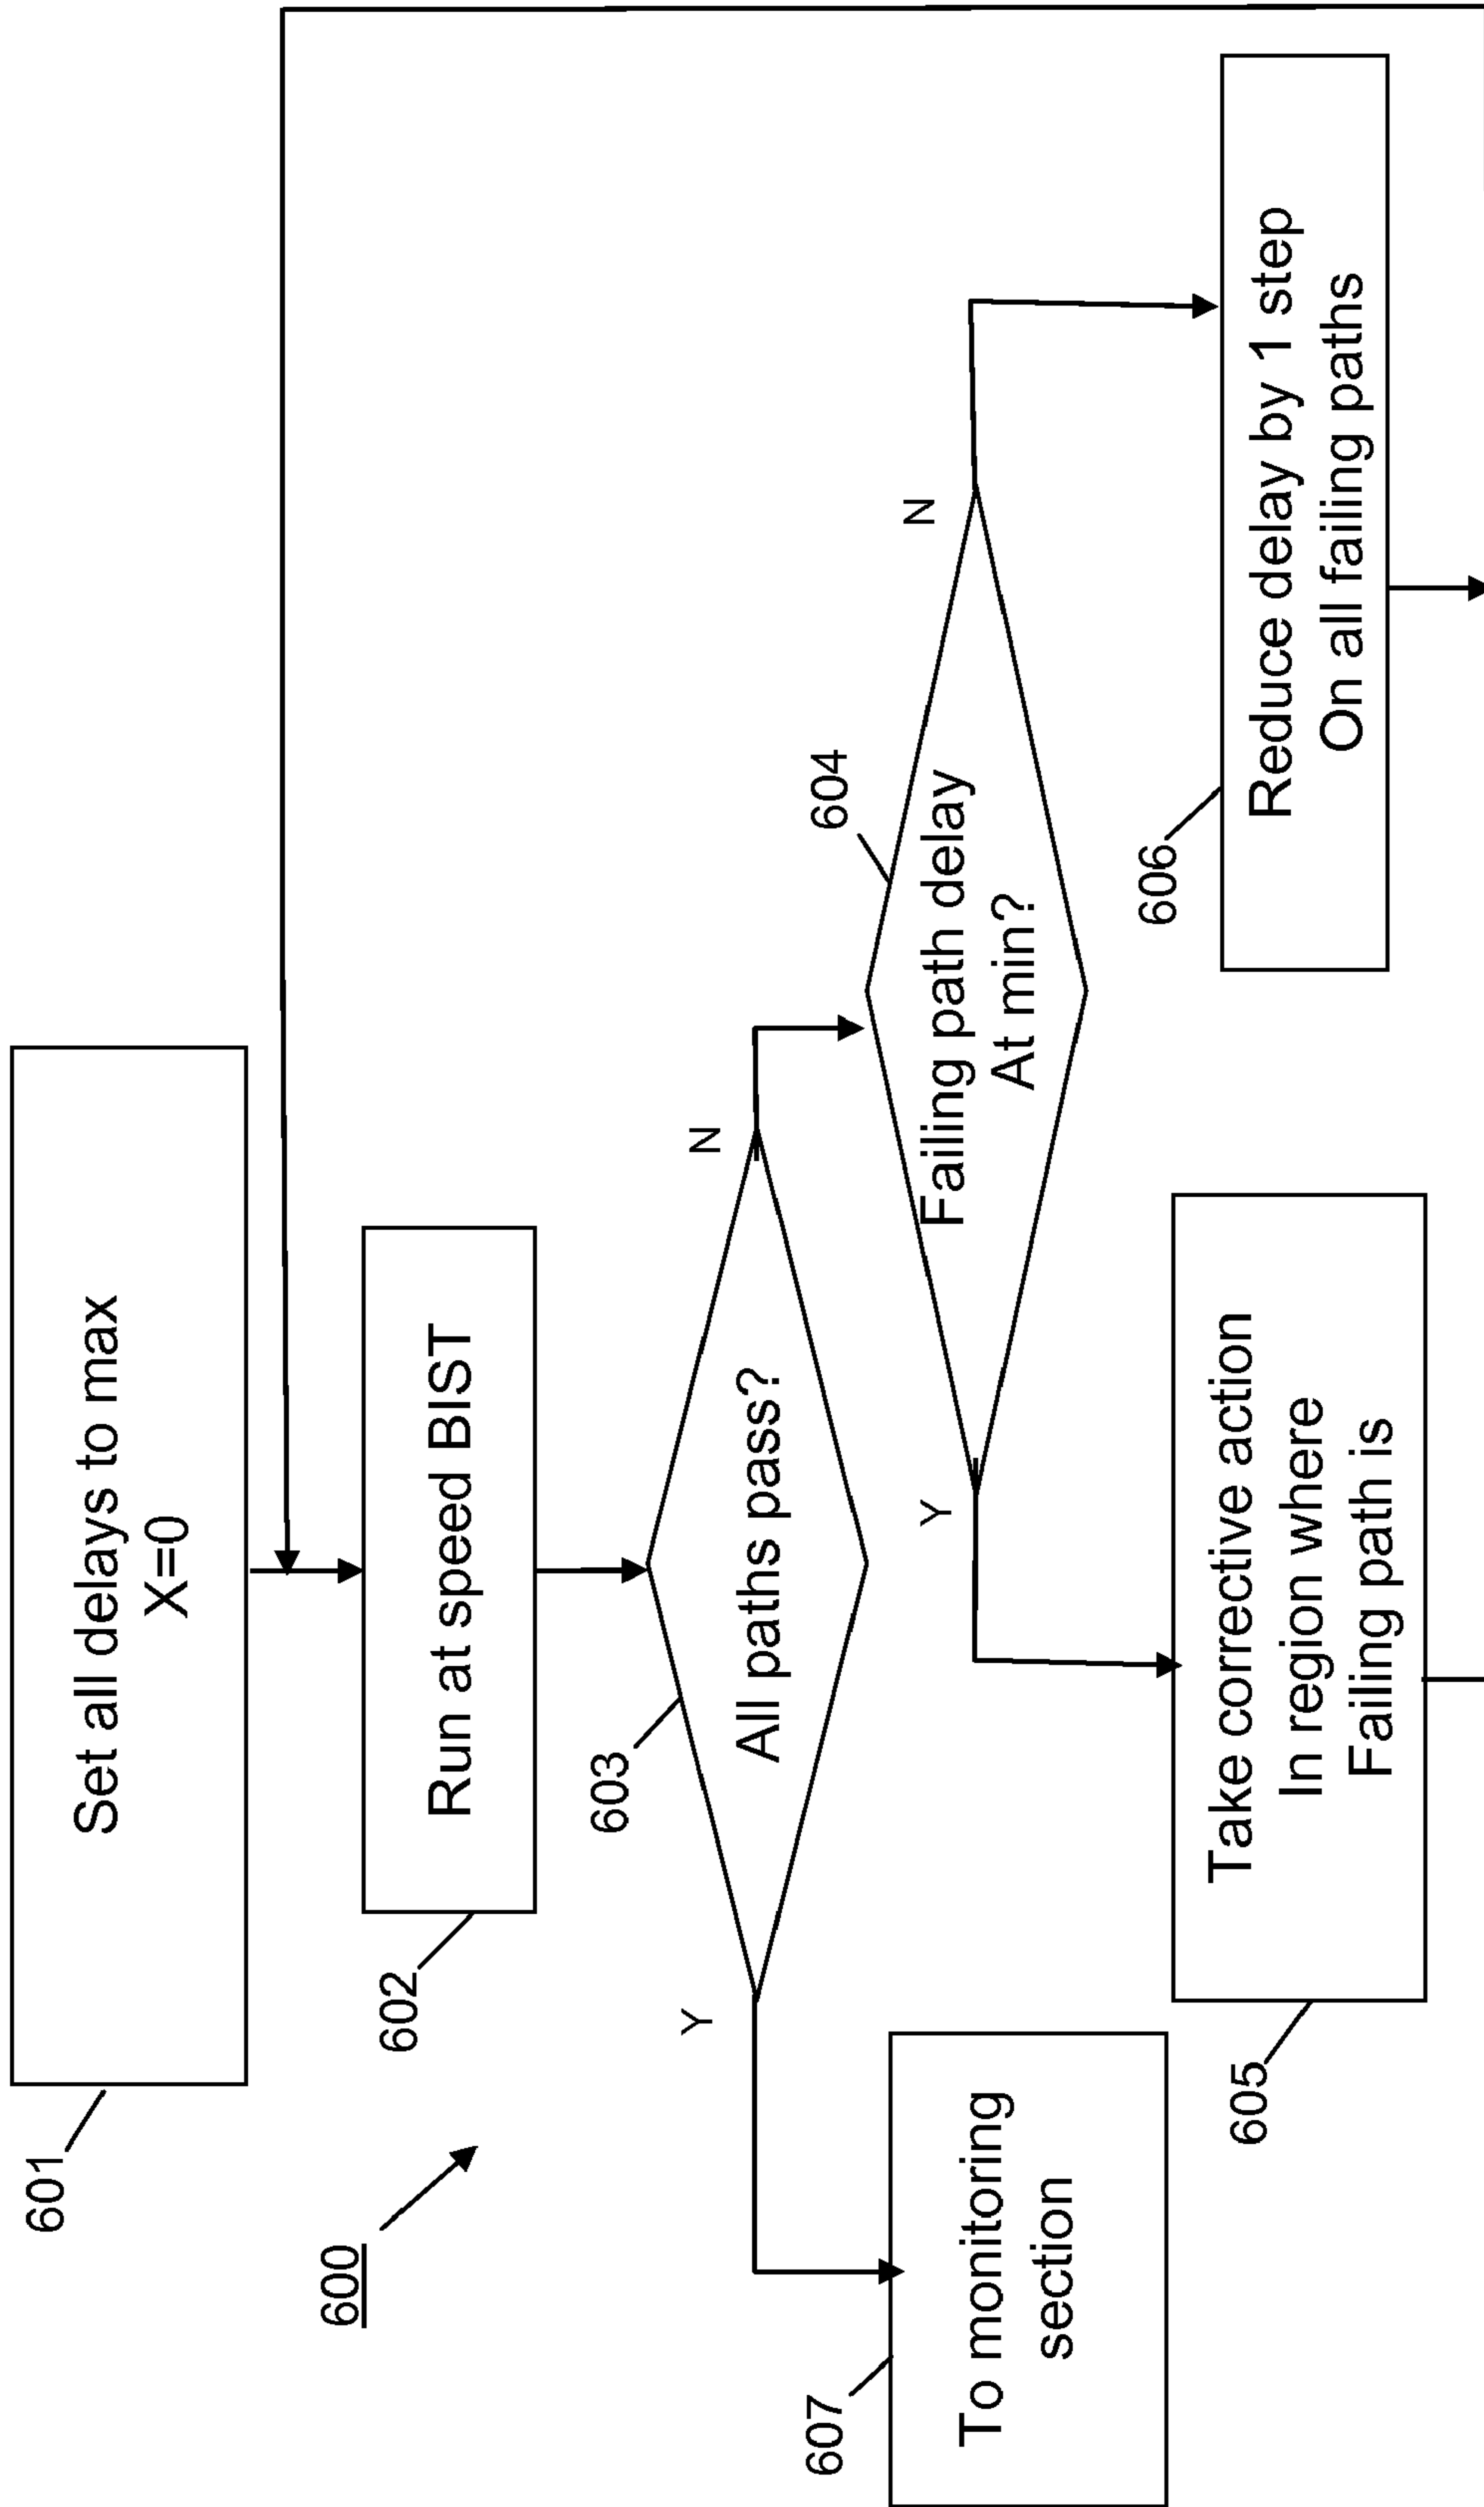 601
Set all delays to max
X=0
600
602
Run at speed BIST
603
All paths pass?
Y
N
607
To monitoring
section
604
Failing path delay
At min?
Y
N
605
Take corrective action
In region where
Failing path is
606
Reduce delay by 1 step
On all failing paths